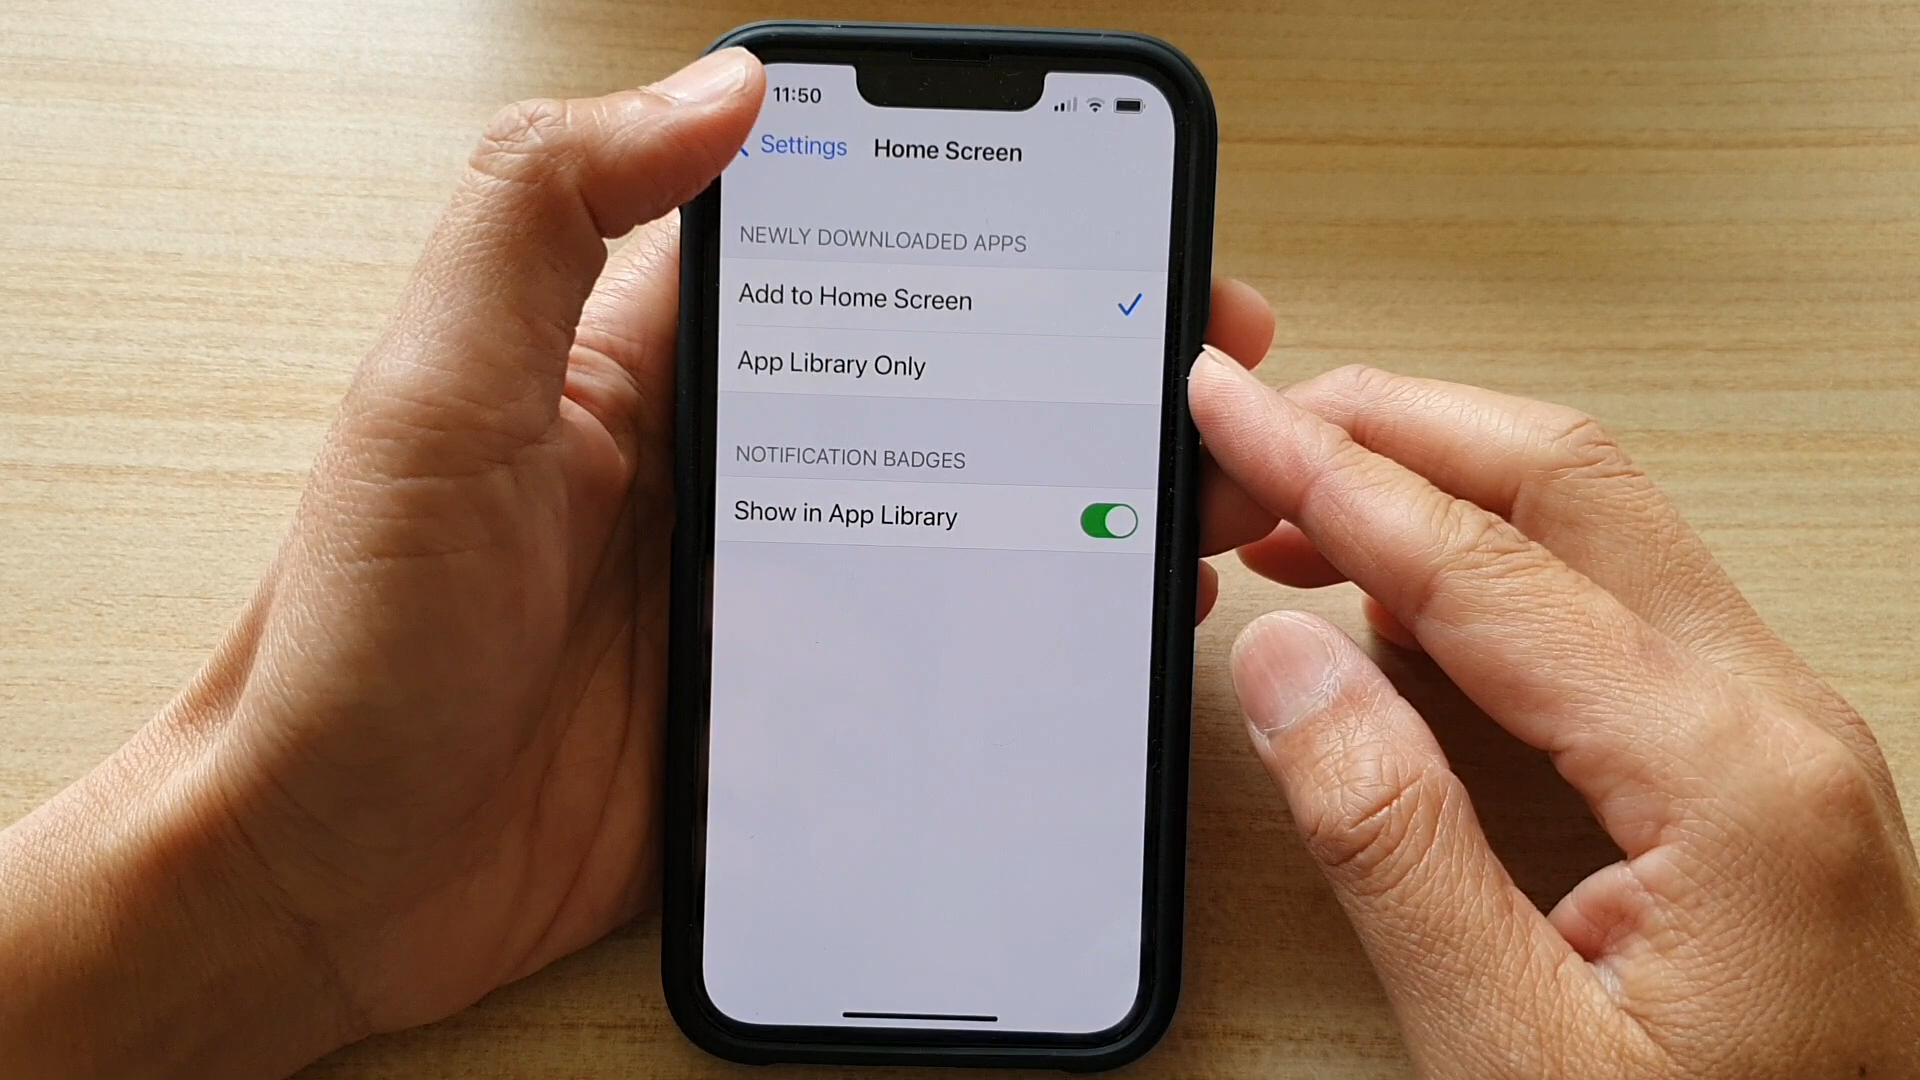 11:50
Settings Home Screen
NEWLY DOWNLOADED APPS
Add to Home Screen
App Library Only
NOTIFICATION BADGES
Show in App Library